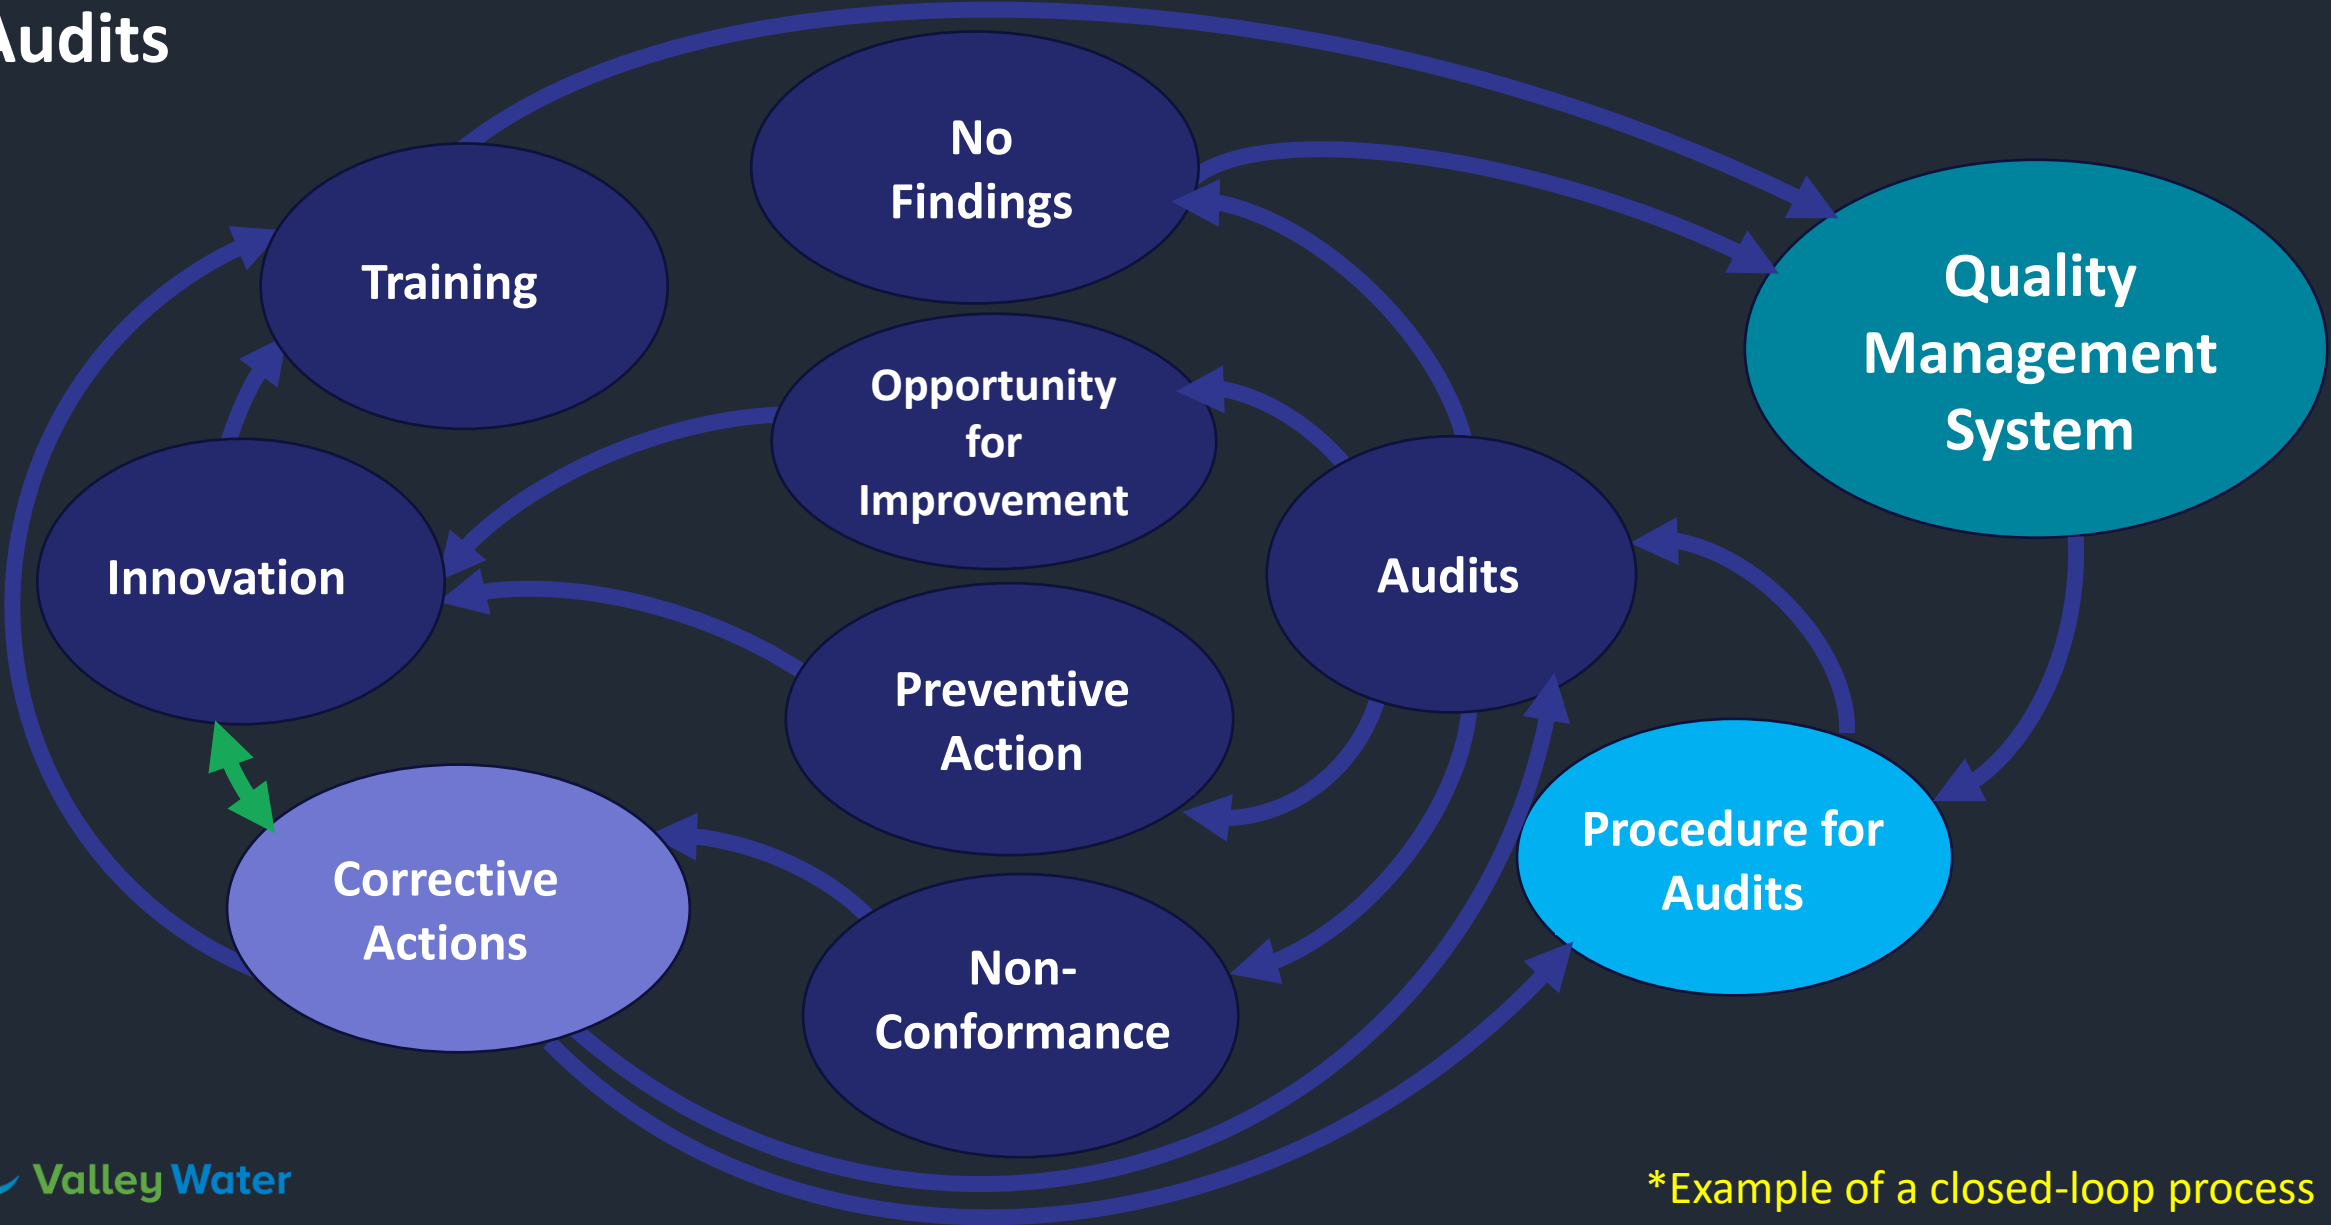 Audits
No
Findings
Training
Quality
Management
System
Opportunity
for
Improvement
Innovation
Audits
Preventive
Action
Procedure for
Audits
Corrective
Actions
Non-
Conformance
Valley Water
*Example of a closed-loop process